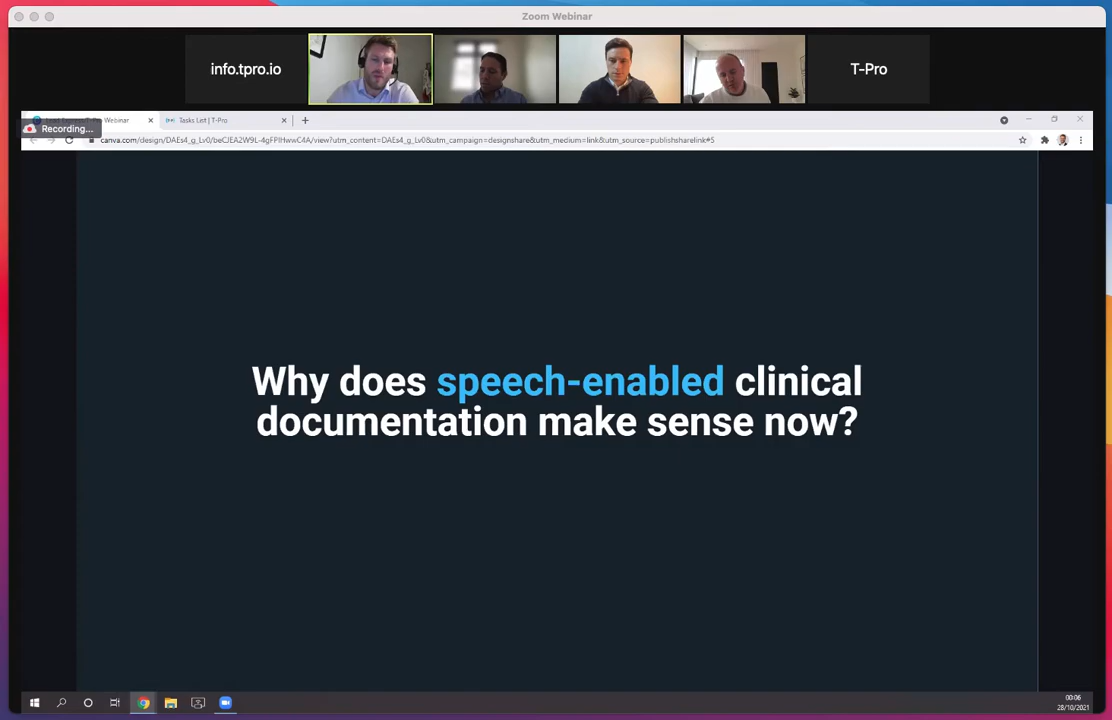 Zoom Webinar
info.tpro.io
T-Pro
Recording...
Webinar
Tasks List | T-Pro
canva.com/design/DAEs4_g_Lv0/beCJEA2W9L-4gFPlHwwC4A/view?utm_content=DAEs4_g_Lv0&utm_campaign=designshare&utm_medium=link&utm_source=publishsharelink#5
Why does speech-enabled clinical
documentation make sense now?
00:06
28/10/2021